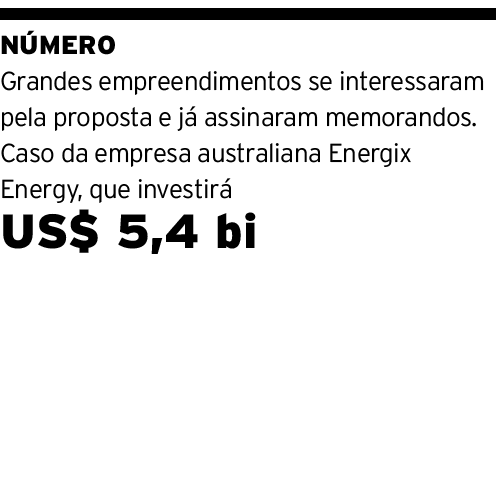 NÚMERO
Grandes empreendimentos se interessaram
pela proposta e já assinaram memorandos.
Caso da empresa australiana Energix
Energy, que investirá
US$ 5,4 bi